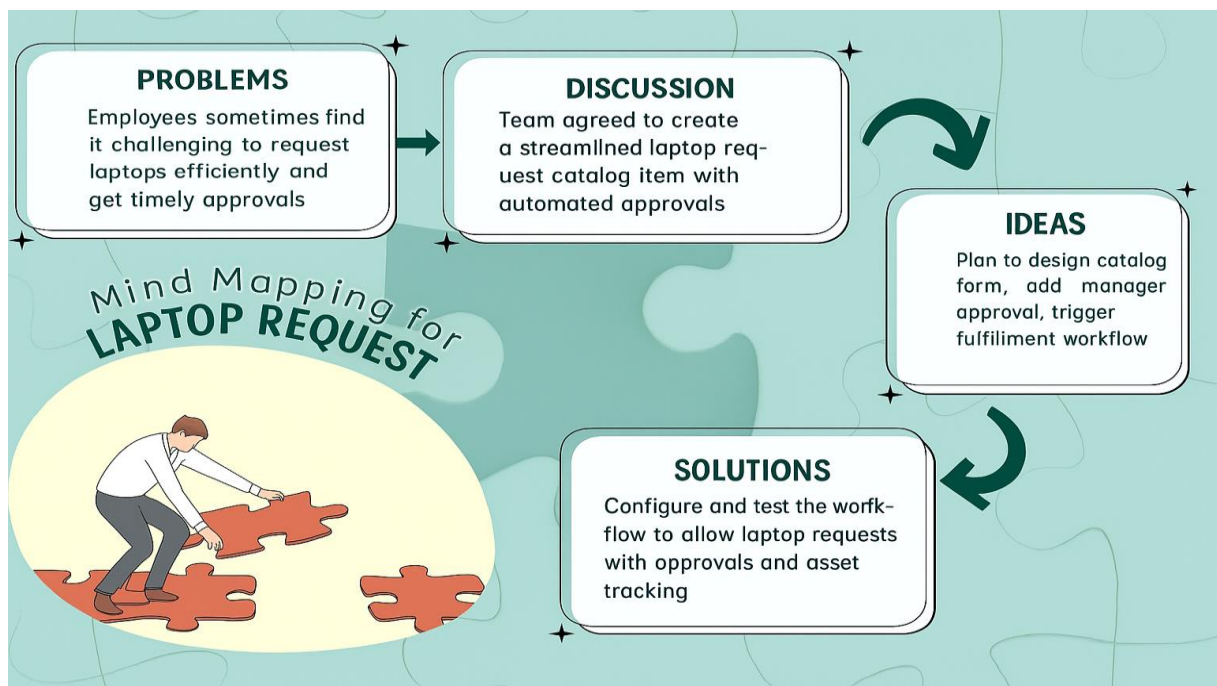 PROBLEMS
Employees sometimes find
it challenging to request
laptops efficiently and
get timely approvals
DISCUSSION
Team agreed to create
a streamlined laptop req-
uest catalog item with
automated approvals
IDEAS
Plan to design catalog
form, add manager
approval, trigger
fulfiliment workflow
Mind Mapping for
LAPTOP REQUEST
SOLUTIONS
Configure and test the worfk-
flow to allow laptop requests
with opprovals and asset
tracking